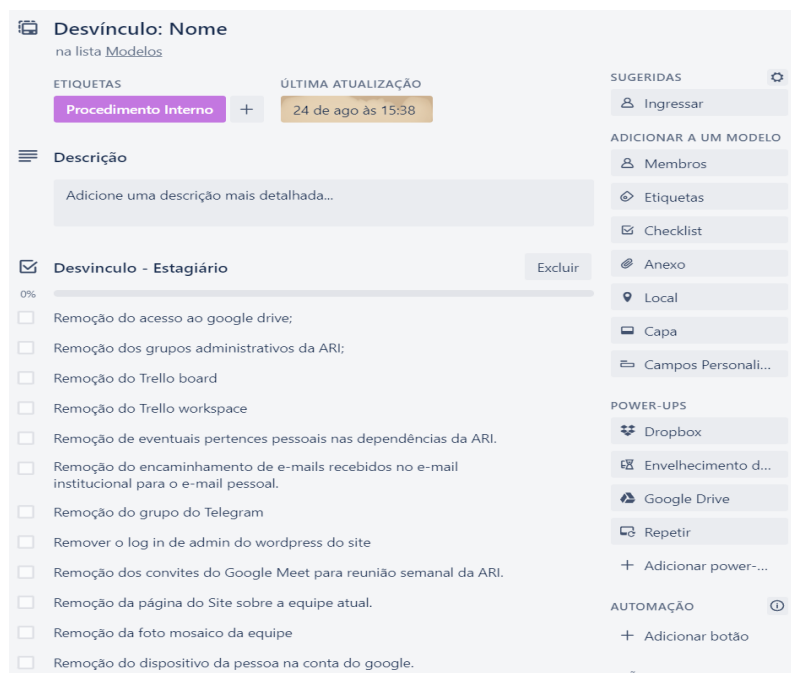 Desvínculo: Nome
na lista Modelos
ETIQUETAS
Procedimento Interno
+
ÚLTIMA ATUALIZAÇÃO
24 de ago às 15:38
Descrição
Adicione uma descrição mais detalhada...
Desvinculo - Estagiário
Excluir
0%
Remoção do acesso ao google drive;
Remoção dos grupos administrativos da ARI;
Remoção do Trello board
Remoção do Trello workspace
Remoção de eventuais pertences pessoais nas dependências da ARI.
Remoção do encaminhamento de e-mails recebidos no e-mail
institucional para o e-mail pessoal.
Remoção do grupo do Telegram
Remover o log in de admin do wordpress do site
Remoção dos convites do Google Meet para reunião semanal da ARI.
Remoção da página do Site sobre a equipe atual.
Remoção da foto mosaico da equipe
Remoção do dispositivo da pessoa na conta do google.
SUGERIDAS
Ingressar
ADICIONAR A UM MODELO
Membros
Etiquetas
Checklist
Anexo
Local
Capa
Campos Personali...
POWER-UPS
Dropbox
Envelhecimento d...
Google Drive
Repetir
+ Adicionar power-...
AUTOMAÇÃO
+ Adicionar botão